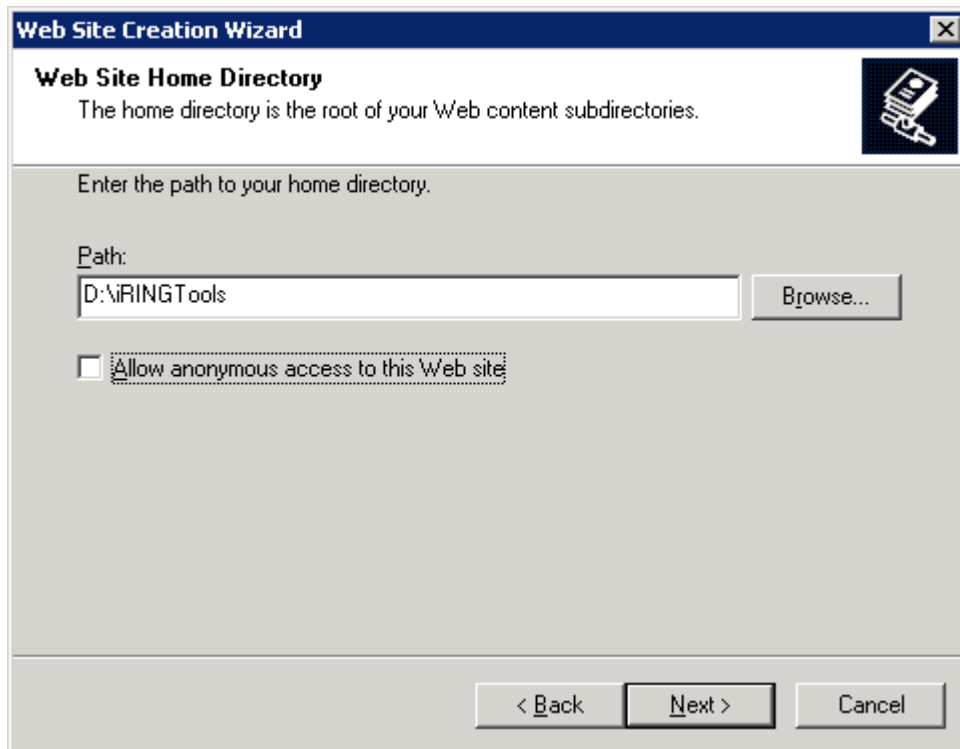 Web Site Creation Wizard
Web Site Home Directory
The home directory is the root of your Web content subdirectories.
Enter the path to your home directory.
Path:
D:\iRINGTools
Browse...
Allow anonymous access to this Web site
< Back
Next >
Cancel